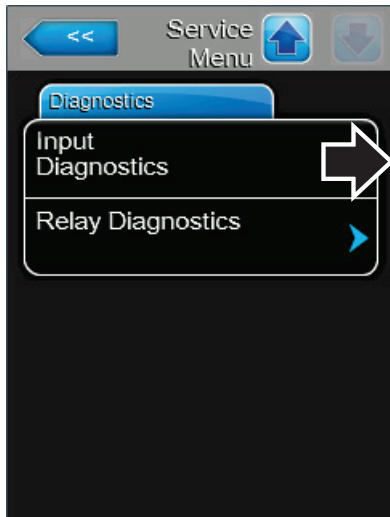 <<
Service
Menu
Diagnostics
Input
Diagnostics
Relay Diagnostics